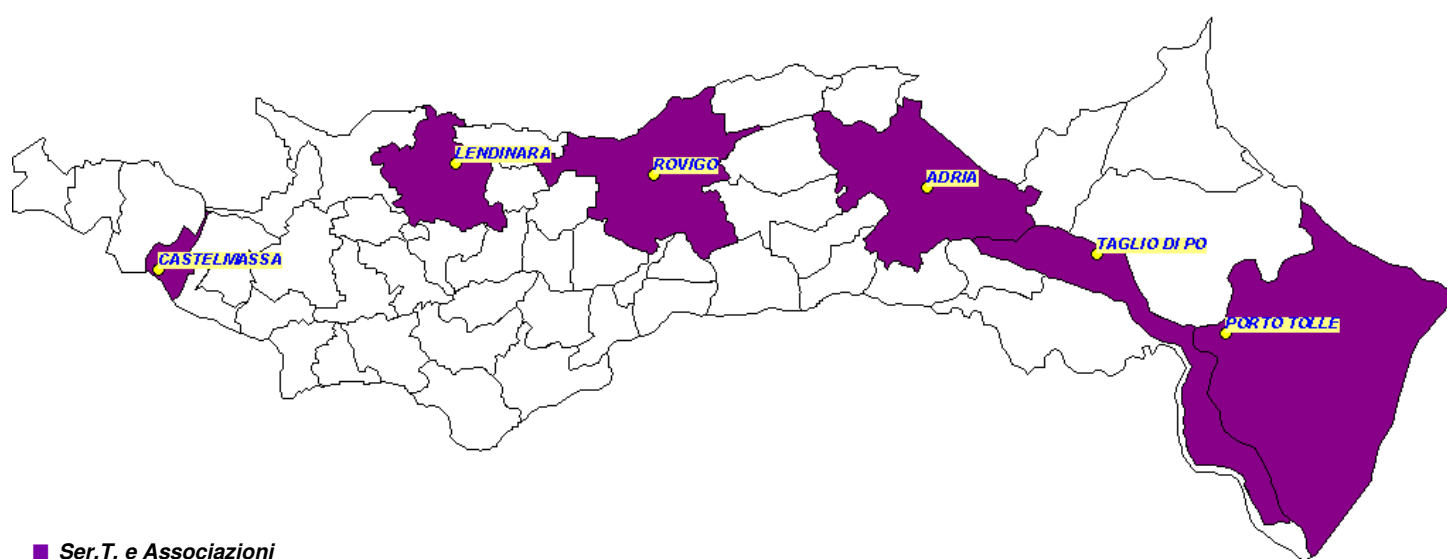 LENDINARA
ROVIGO
ADRIA
TAGLIO DI PO
CASTELMASSA
PORTO TOLLE
Ser.T. e Associazioni